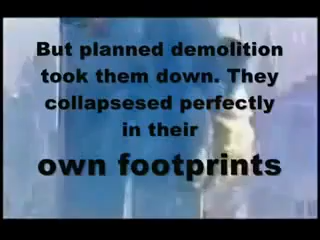 But planned demolition
took them down. They
collapsesed perfectly
in their
own footprints